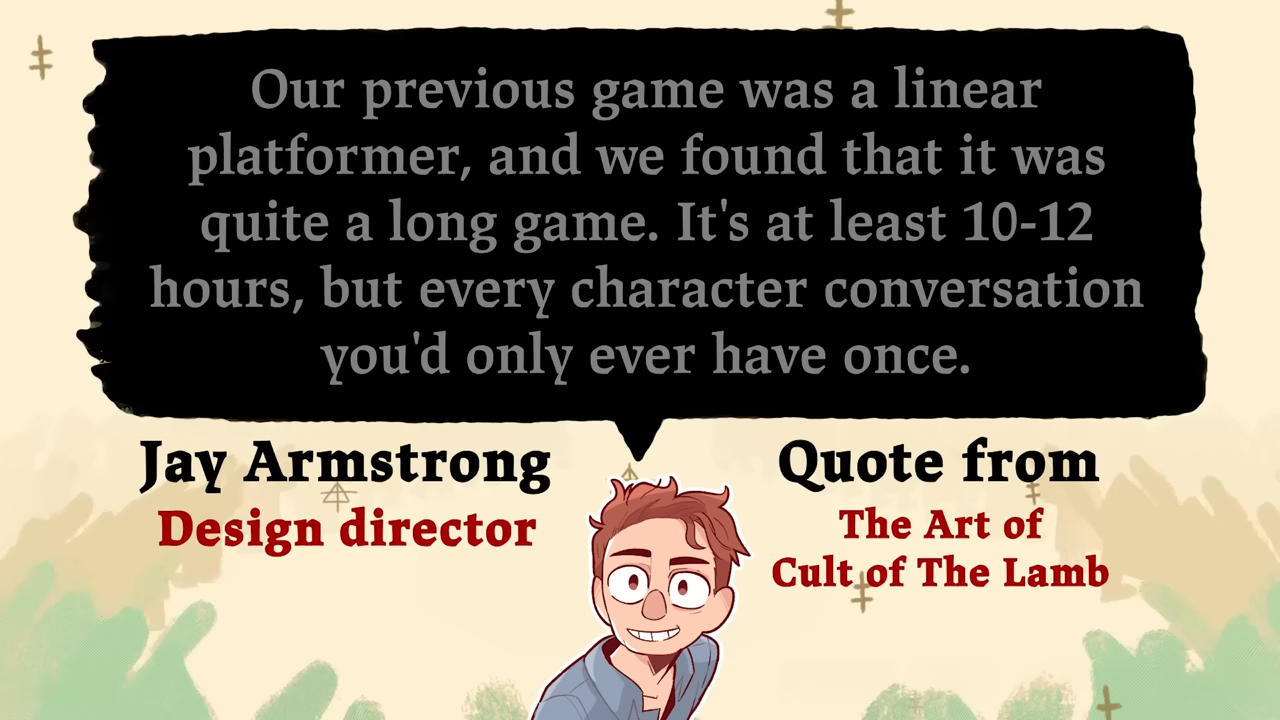 Our previous game was a linear
platformer, and we found that it was
quite a long game. It's at least 10-12
hours, but every character conversation
you'd only ever have once.
Jay Armstrong
Design director
Quote from
The Art of
Cult of The Lamb